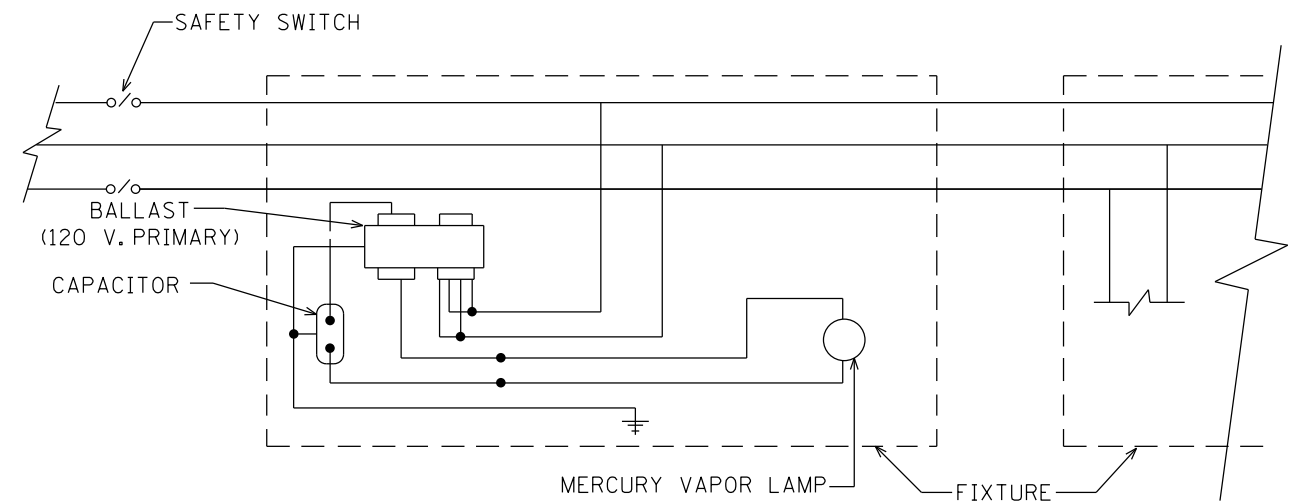 SAFETY SWITCH
BALLAST
(120 V. PRIMARY)
CAPACITOR
MERCURY VAPOR LAMP
FIXTURE